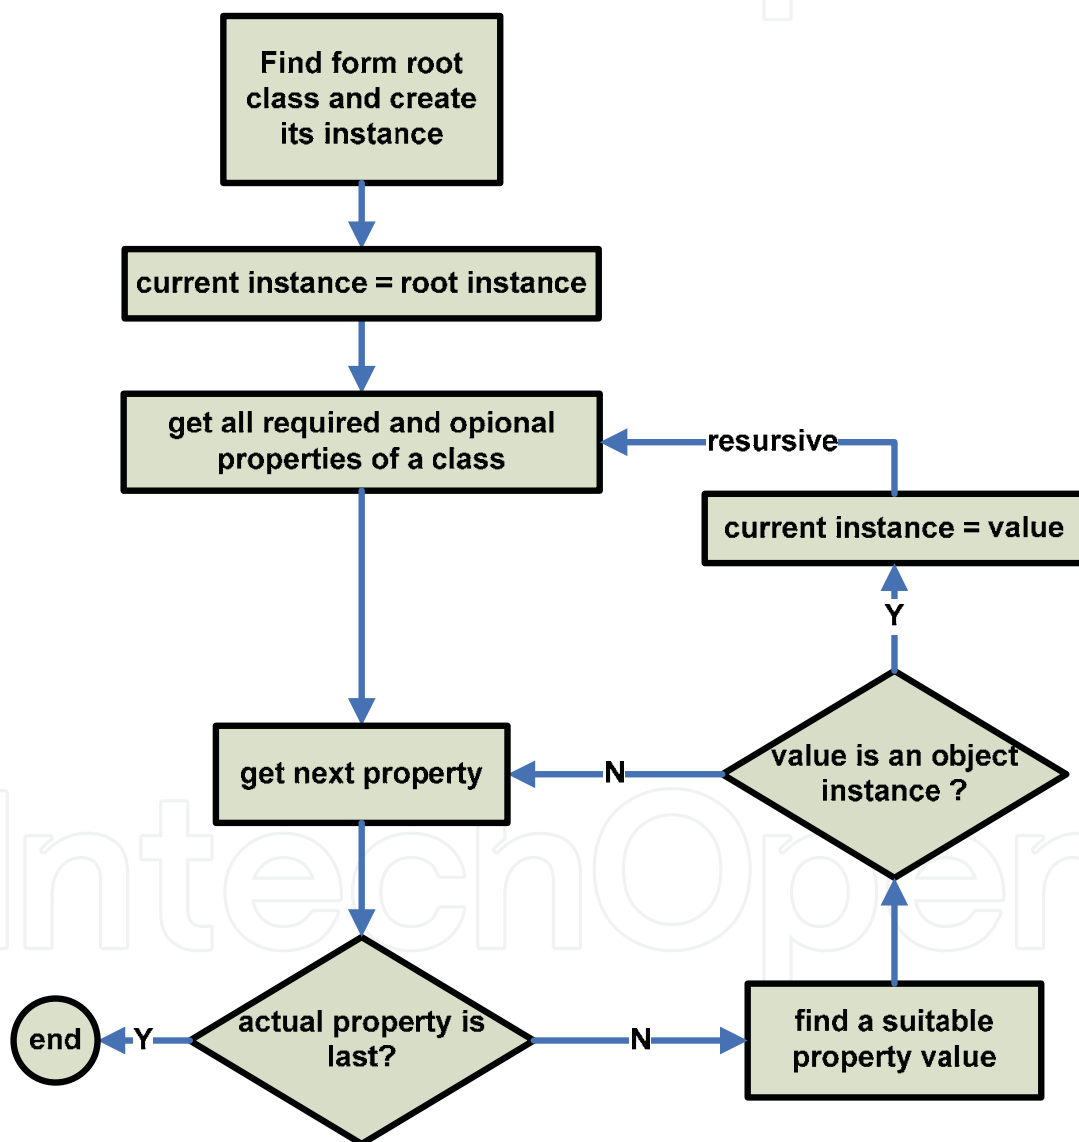 Find form root
class and create
its instance
current instance = root instance
get all required and opional
properties of a class
resursive
current instance = value
Y
value is an object
instance ?
N
get next property
actual property is
last?
Y
end
N
find a suitable
property value
IntechOpen